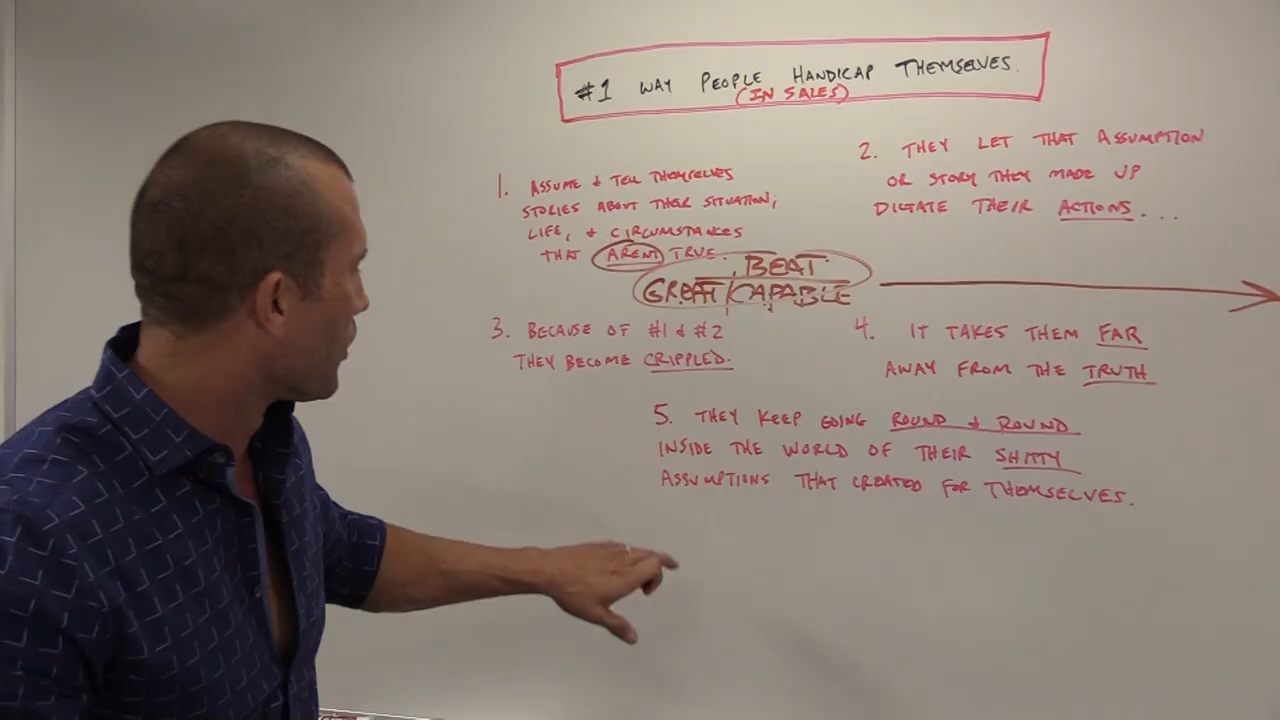 #1 WAY PEOPLE HANDICAP THEMSELVES.
(IN SALES)
1. ASSUME & TELL THEMSELVES
STORIES ABOUT THEIR SITUATION,
LIFE, & CIRCUMSTANCES
THAT ARENT TRUE.
2. THEY LET THAT ASSUMPTION
OR STORY THEY MADE UP
DICTATE THEIR ACTIONS...
BEAT
GREAT/CAPABLE
3. BECAUSE OF #1 & #2
THEY BECOME CRIPPLED.
4. IT TAKES THEM FAR
AWAY FROM THE TRUTH
5. THEY KEEP GOING ROUND & ROUND
INSIDE THE WORLD OF THEIR SHITTY
ASSUMPTIONS THAT CREATED FOR THEMSELVES.